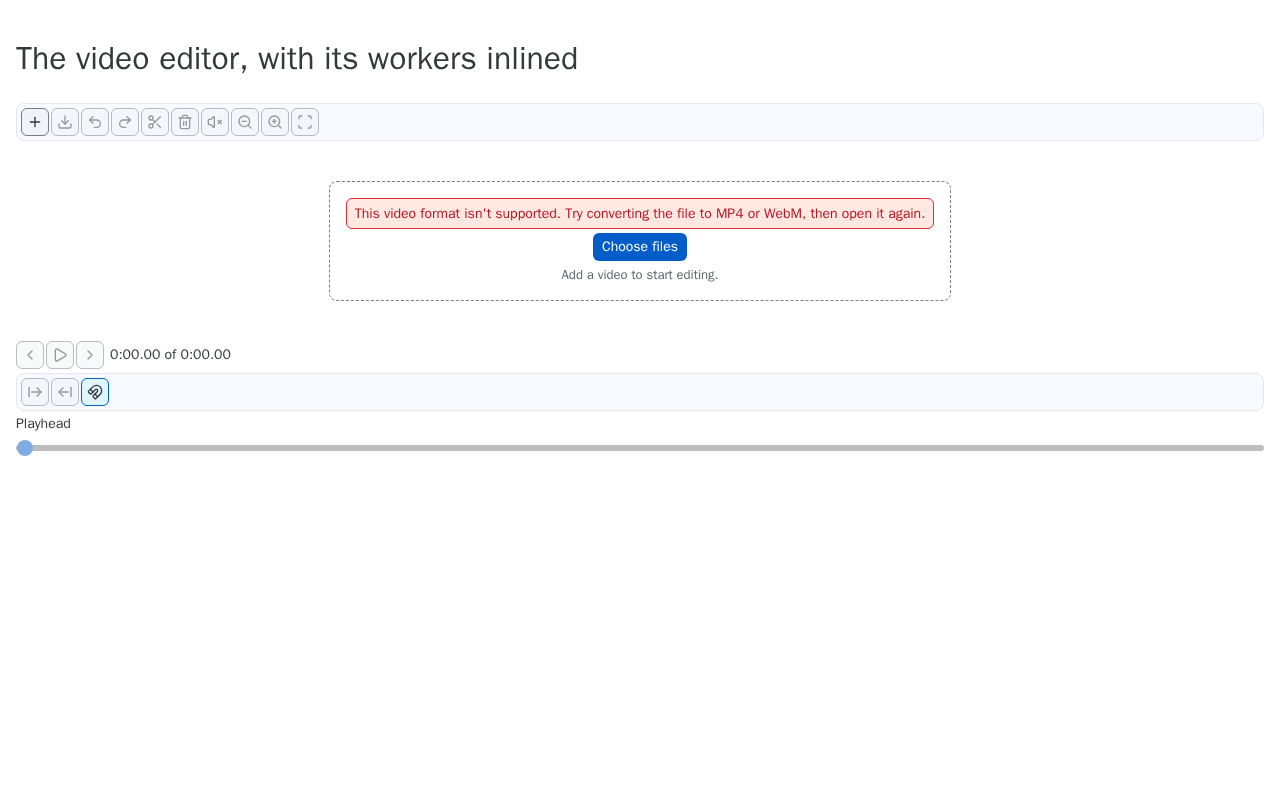 The video editor, with its workers inlined
This video format isn't supported. Try converting the file to MP4 or WebM, then open it again.
Choose files
Add a video to start editing.
0:00.00 of 0:00.00
Playhead